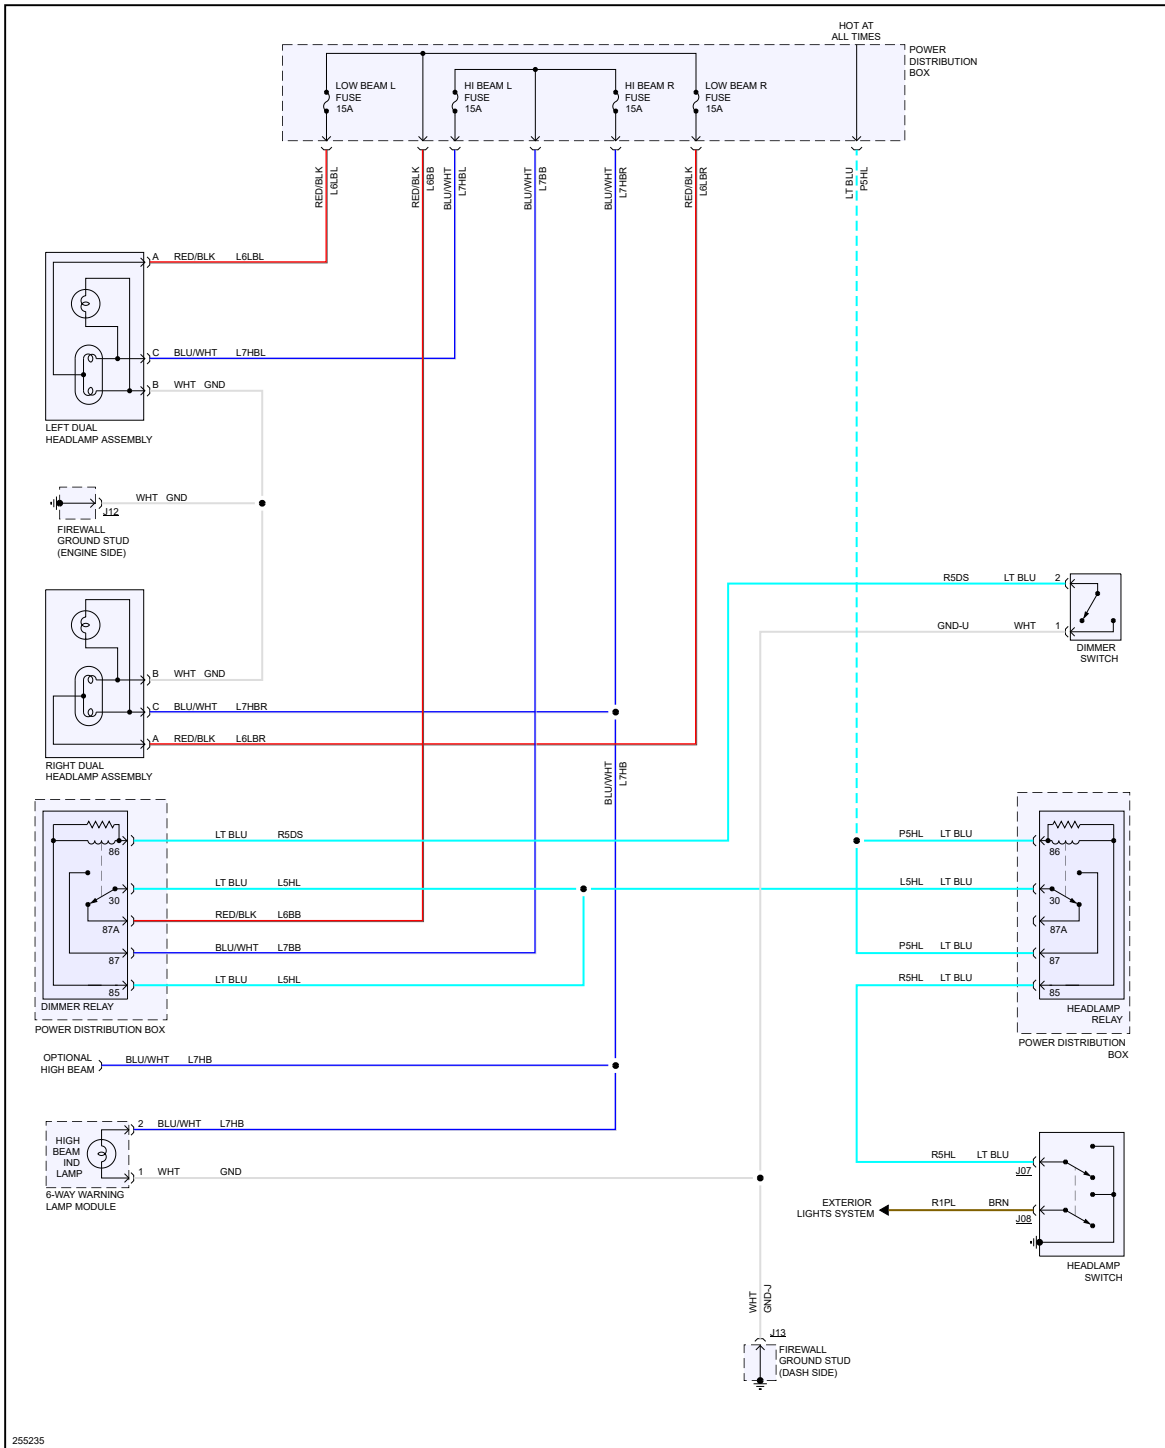 HOT AT
ALL TIMES
POWER
DISTRIBUTION
BOX
LOW BEAM L
FUSE
15A
HI BEAM L
FUSE
15A
HI BEAM R
FUSE
15A
LOW BEAM R
FUSE
15A
RED/BLK
L6LBL
RED/BLK
L6BB
BLU/WHT
L7HBL
BLU/WHT
L7BB
BLU/WHT
L7HBR
RED/BLK
L6LBR
LT BLU
P5HL
A RED/BLK L6LBL
C BLU/WHT L7HBL
B WHT GND
LEFT DUAL
HEADLAMP ASSEMBLY
WHT GND
J12
FIREWALL
GROUND STUD
(ENGINE SIDE)
R5DS LT BLU 2
GND-U WHT 1
DIMMER
SWITCH
B WHT GND
C BLU/WHT L7HBR
A RED/BLK L6LBR
RIGHT DUAL
HEADLAMP ASSEMBLY
BLU/WHT
L7HB
86 LT BLU R5DS
30 LT BLU L5HL
87A RED/BLK L6BB
87 BLU/WHT L7BB
85 LT BLU L5HL
DIMMER RELAY
POWER DISTRIBUTION BOX
P5HL LT BLU 86
L5HL LT BLU 30
87A
P5HL LT BLU 87
R5HL LT BLU 85
HEADLAMP
RELAY
POWER DISTRIBUTION
BOX
OPTIONAL
HIGH BEAM
BLU/WHT L7HB
2 BLU/WHT L7HB
HIGH
BEAM
IND
LAMP
1 WHT GND
6-WAY WARNING
LAMP MODULE
R5HL LT BLU
J07
EXTERIOR
LIGHTS SYSTEM
R1PL BRN
J08
HEADLAMP
SWITCH
WHT
GND-J
J13
FIREWALL
GROUND STUD
(DASH SIDE)
255235